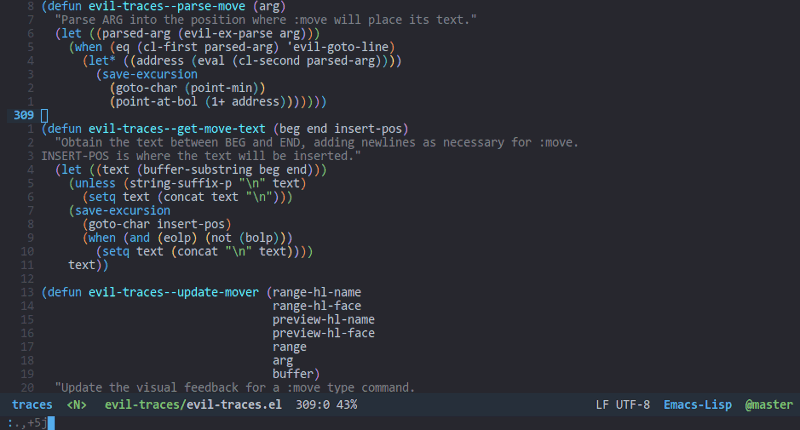 8 (defun evil-traces--parse-move (arg)
7   "Parse ARG into the position where :move will place its text."
6   (let ((parsed-arg (evil-ex-parse arg)))
5     (when (eq (cl-first parsed-arg) 'evil-goto-line)
4       (let* ((address (eval (cl-second parsed-arg))))
3         (save-excursion
2           (goto-char (point-min))
1           (point-at-bol (1+ address)))))))
309
1 (defun evil-traces--get-move-text (beg end insert-pos)
2   "Obtain the text between BEG and END, adding newlines as necessary for :move.
3 INSERT-POS is where the text will be inserted."
4   (let ((text (buffer-substring beg end)))
5     (unless (string-suffix-p "\n" text)
6       (setq text (concat text "\n")))
7     (save-excursion
8       (goto-char insert-pos)
9       (when (and (eolp) (not (bolp)))
10         (setq text (concat "\n" text))))
11     text))
12
13 (defun evil-traces--update-mover (range-hl-name
14                                   range-hl-face
15                                   preview-hl-name
16                                   preview-hl-face
17                                   range
18                                   arg
19                                   buffer)
20   "Update the visual feedback for a :move type command.
traces <N> evil-traces/evil-traces.el 309:0 43% LF UTF-8 Emacs-Lisp @master
:.,+5j